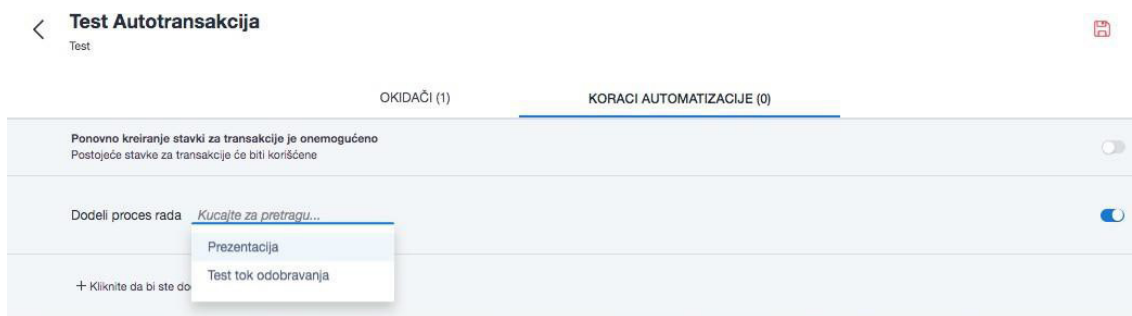 Test Autotransakcija
Test
OKIDAČI (1)
KORACI AUTOMATIZACIJE (0)
Ponovno kreiranje stavki za transakcije je onemogućeno
Postojeće stavke za transakcije će biti korišćene
Dodeli proces rada
Kucajte za pretragu...
Prezentacija
Test tok odobravanja
+ Kliknite da bi ste do